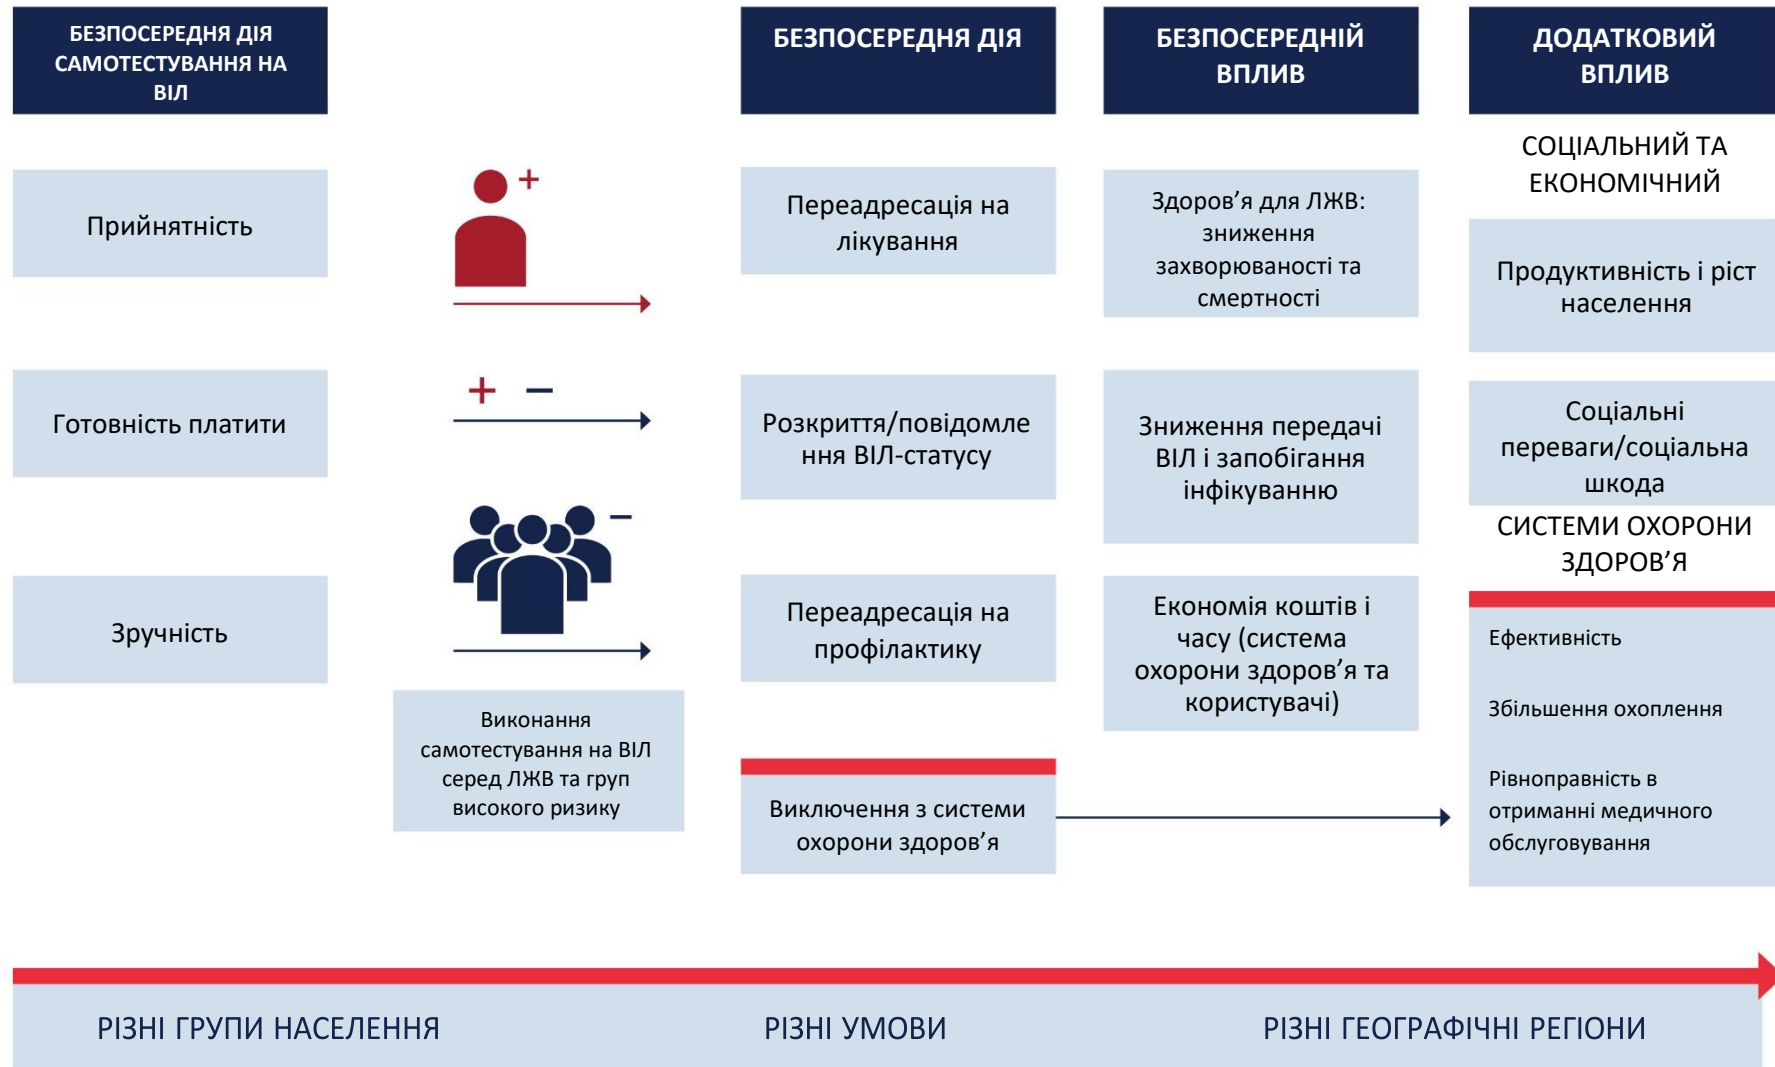 БЕЗПОСЕРЕДНЯ ДІЯ
САМОТЕСТУВАННЯ НА
ВІЛ
Прийнятність
Готовність платити
Зручність
+
+ −
−
Виконання
самотестування на ВІЛ
серед ЛЖВ та груп
високого ризику
БЕЗПОСЕРЕДНЯ ДІЯ
Переадресація на
лікування
Розкриття/повідомле
ння ВІЛ-статусу
Переадресація на
профілактику
Виключення з системи
охорони здоров’я
БЕЗПОСЕРЕДНІЙ
ВПЛИВ
Здоров’я для ЛЖВ:
зниження
захворюваності та
смертності
Зниження передачі
ВІЛ і запобігання
інфікуванню
Економія коштів і
часу (система
охорони здоров’я та
користувачі)
ДОДАТКОВИЙ
ВПЛИВ
СОЦІАЛЬНИЙ ТА
ЕКОНОМІЧНИЙ
Продуктивність і ріст
населення
Соціальні
переваги/соціальна
шкода
СИСТЕМИ ОХОРОНИ
ЗДОРОВ’Я
Ефективність
Збільшення охоплення
Рівноправність в
отриманні медичного
обслуговування
РІЗНІ ГРУПИ НАСЕЛЕННЯ
РІЗНІ УМОВИ
РІЗНІ ГЕОГРАФІЧНІ РЕГІОНИ